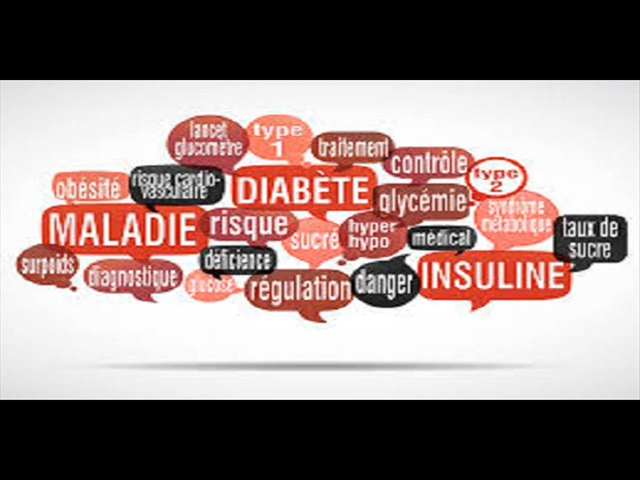 lancet
glucomètre
type
1
traitement
contrôle
type
2
obésité
risque cardio-
vasculaire
DIABÈTE
glycémie
syndrome
métabolique
MALADIE
risque
sucre
hyper
hypo
médical
taux de
sucre
surpoids
diagnostique
déficience
glucose
régulation
danger
INSULINE